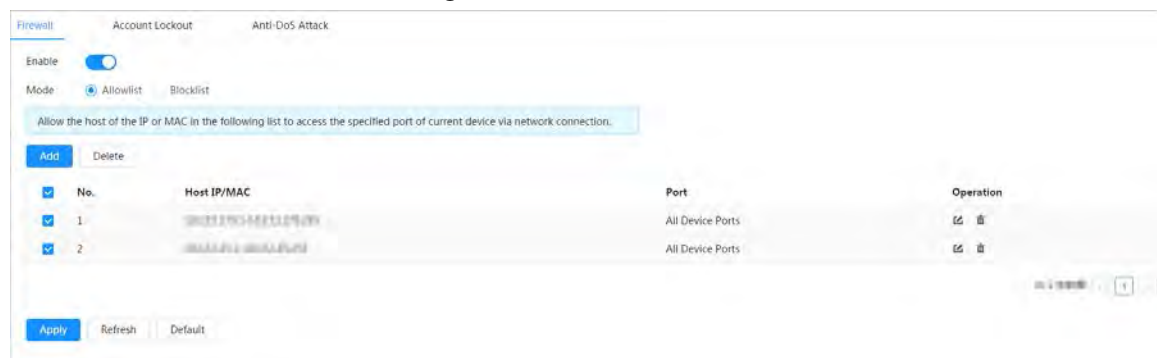 Firewall Account Lockout Anti-DoS Attack
Enable
Mode Allowlist Blocklist
Allow the host of the IP or MAC in the following list to access the specified port of current device via network connection.
Add Delete
No. Host IP/MAC Port Operation
1 All Device Ports
2 All Device Ports
1
Apply Refresh Default